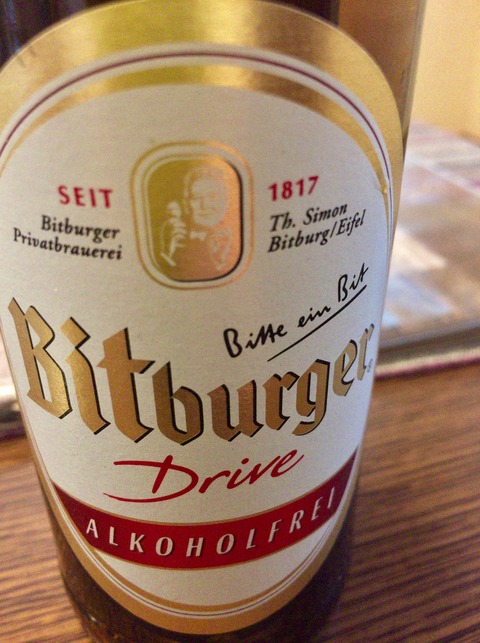 SEIT 1817
Bitburger
Privatbrauerei
Th. Simon
Bitburg/Eifel
Bitte ein Bit
Bitburger®
Drive
ALKOHOLFREI